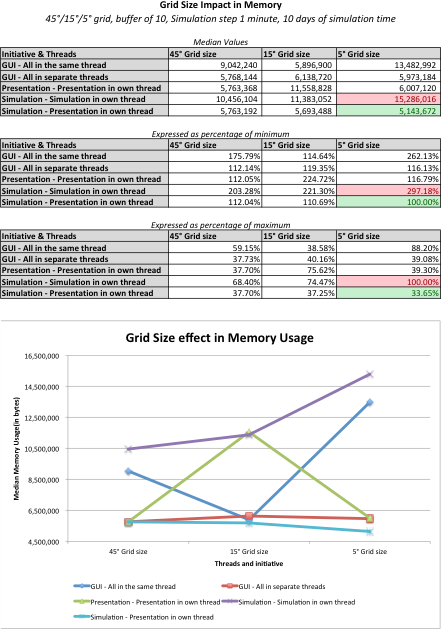 Grid Size Impact in Memory
45°/15°/5° grid, buffer of 10, Simulation step 1 minute, 10 days of simulation time
Median Values
Initiative & Threads 45° Grid size 15° Grid size 5° Grid size
GUI - All in the same thread 9,042,240 5,896,900 13,482,992
GUI - All in separate threads 5,768,144 6,138,720 5,973,184
Presentation - Presentation in own thread 5,763,368 11,558,828 6,007,120
Simulation - Simulation in own thread 10,456,104 11,383,052 15,286,016
Simulation - Presentation in own thread 5,763,192 5,693,488 5,143,672
Expressed as percentage of minimum
Initiative & Threads 45° Grid size 15° Grid size 5° Grid size
GUI - All in the same thread 175.79% 114.64% 262.13%
GUI - All in separate threads 112.14% 119.35% 116.13%
Presentation - Presentation in own thread 112.05% 224.72% 116.79%
Simulation - Simulation in own thread 203.28% 221.30% 297.18%
Simulation - Presentation in own thread 112.04% 110.69% 100.00%
Expressed as percentage of maximum
Initiative & Threads 45° Grid size 15° Grid size 5° Grid size
GUI - All in the same thread 59.15% 38.58% 88.20%
GUI - All in separate threads 37.73% 40.16% 39.08%
Presentation - Presentation in own thread 37.70% 75.62% 39.30%
Simulation - Simulation in own thread 68.40% 74.47% 100.00%
Simulation - Presentation in own thread 37.70% 37.25% 33.65%
Grid Size effect in Memory Usage
Median Memory Usage(in bytes)
16,500,000
14,500,000
12,500,000
10,500,000
8,500,000
6,500,000
4,500,000
45° Grid size 15° Grid size 5° Grid size
Threads and initiative
GUI - All in the same thread GUI - All in separate threads
Presentation - Presentation in own thread Simulation - Simulation in own thread
Simulation - Presentation in own thread